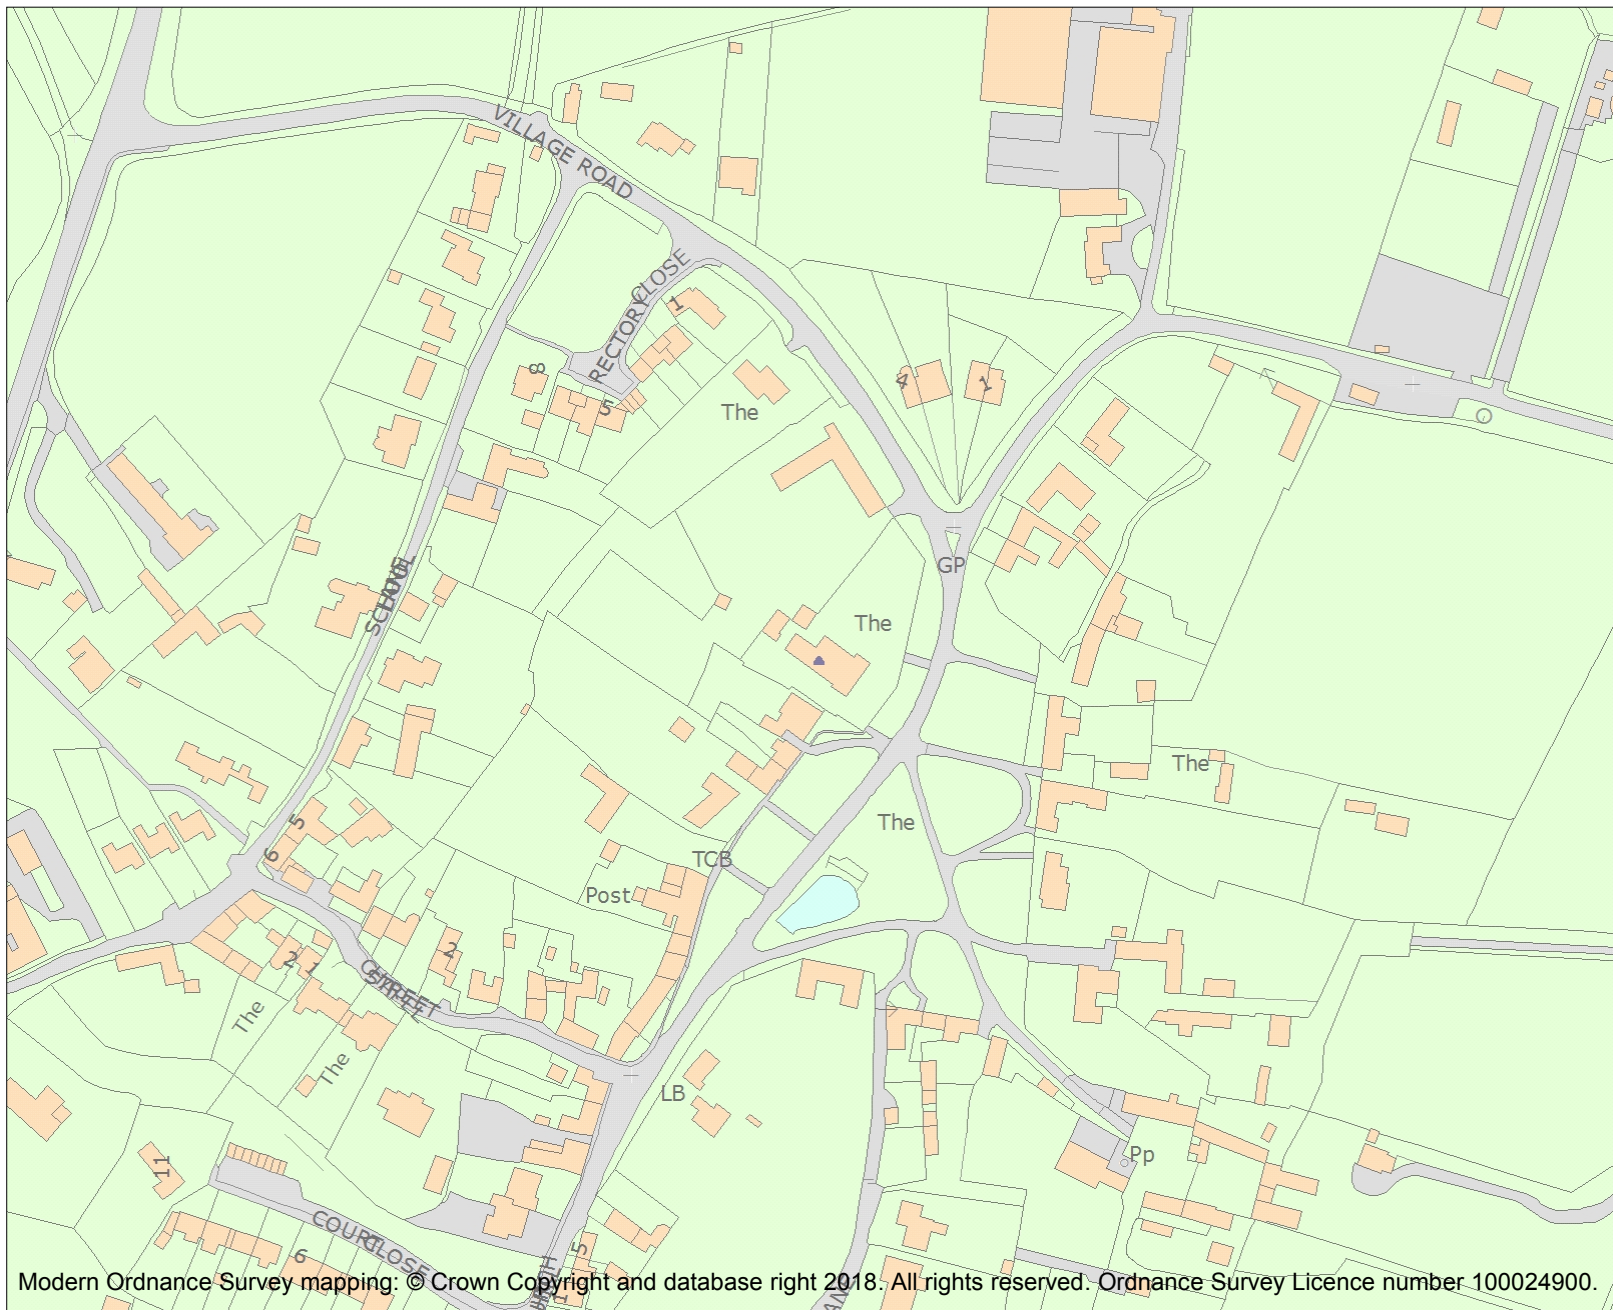 VILLAGE ROAD
RECTORY CLOSE
1
8
5
The
4
1
GP
The
The
The
TCB
Post
5
6
2
2
1
STREET
The
The
LB
Pp
11
COURT
CLOSE
6
5
1
Modern Ordnance Survey mapping: © Crown Copyright and database right 2018. All rights reserved. Ordnance Survey Licence number 100024900.